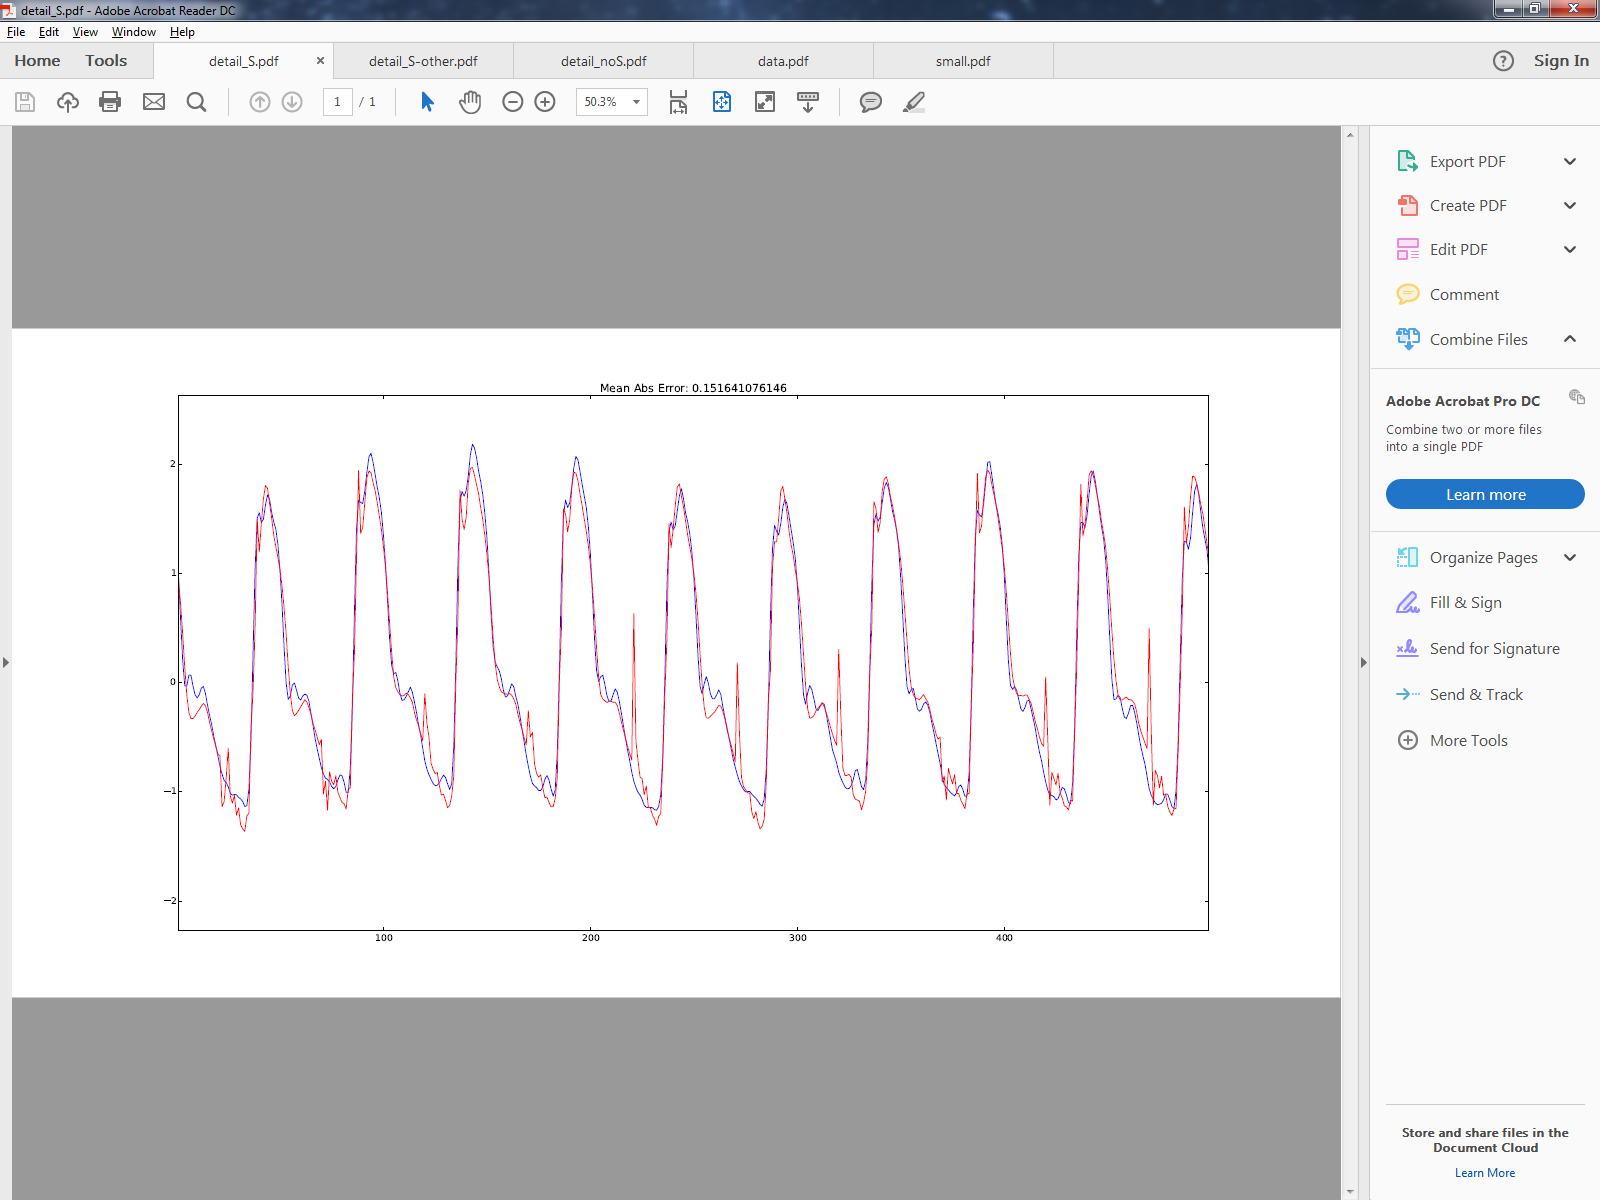 detail_S.pdf - Adobe Acrobat Reader DC
File Edit View Window Help
Home Tools detail_S.pdf × detail_S-other.pdf detail_noS.pdf data.pdf small.pdf ? Sign In
1 / 1 50.3%
Export PDF
Create PDF
Edit PDF
Comment
Combine Files
Adobe Acrobat Pro DC
Combine two or more files
into a single PDF
Learn more
Organize Pages
Fill & Sign
Send for Signature
Send & Track
More Tools
Store and share files in the
Document Cloud
Learn More
Mean Abs Error: 0.151641076146
2
1
0
−1
−2
100 200 300 400